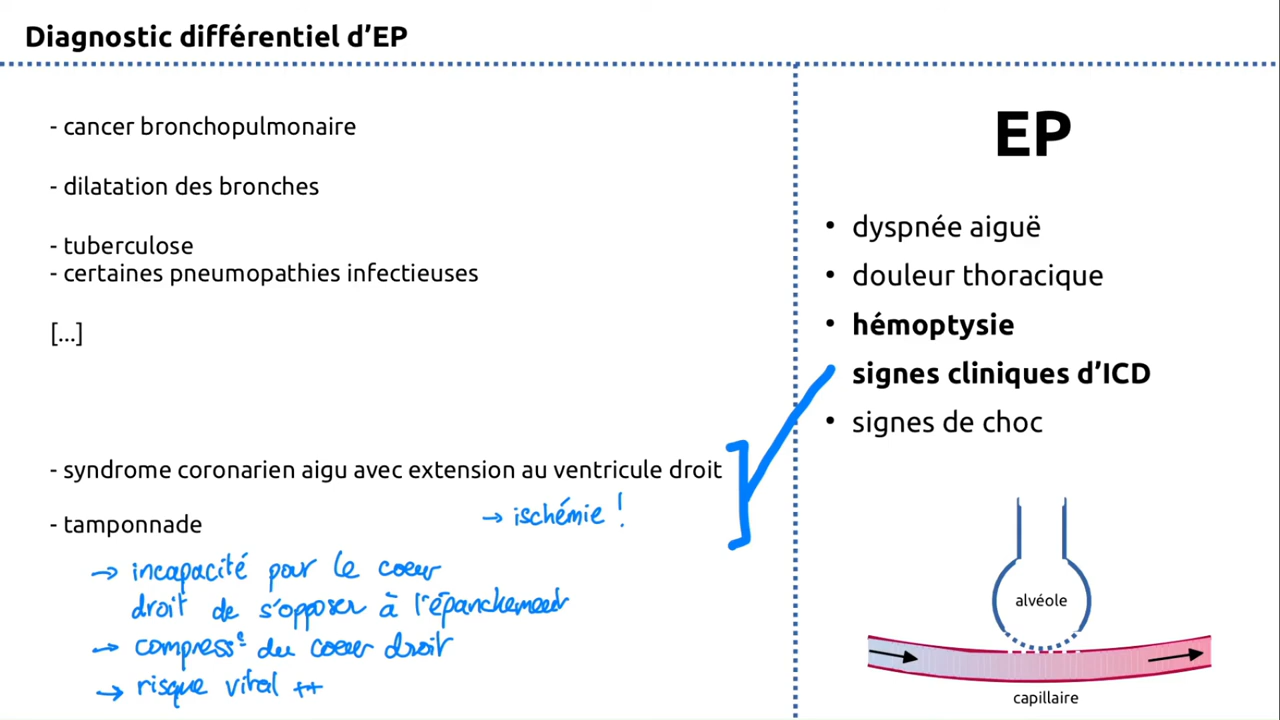 Diagnostic différentiel d'EP
- cancer bronchopulmonaire
- dilatation des bronches
- tuberculose
- certaines pneumopathies infectieuses
[...]
- syndrome coronarien aigu avec extension au ventricule droit
→ ischémie !
- tamponnade
→ incapacité pour le coeur
droit de s'opposer à l'épanchement
→ compress° du coeur droit
→ risque vital ++
EP
• dyspnée aiguë
• douleur thoracique
• hémoptysie
signes cliniques d'ICD
• signes de choc
alvéole
capillaire